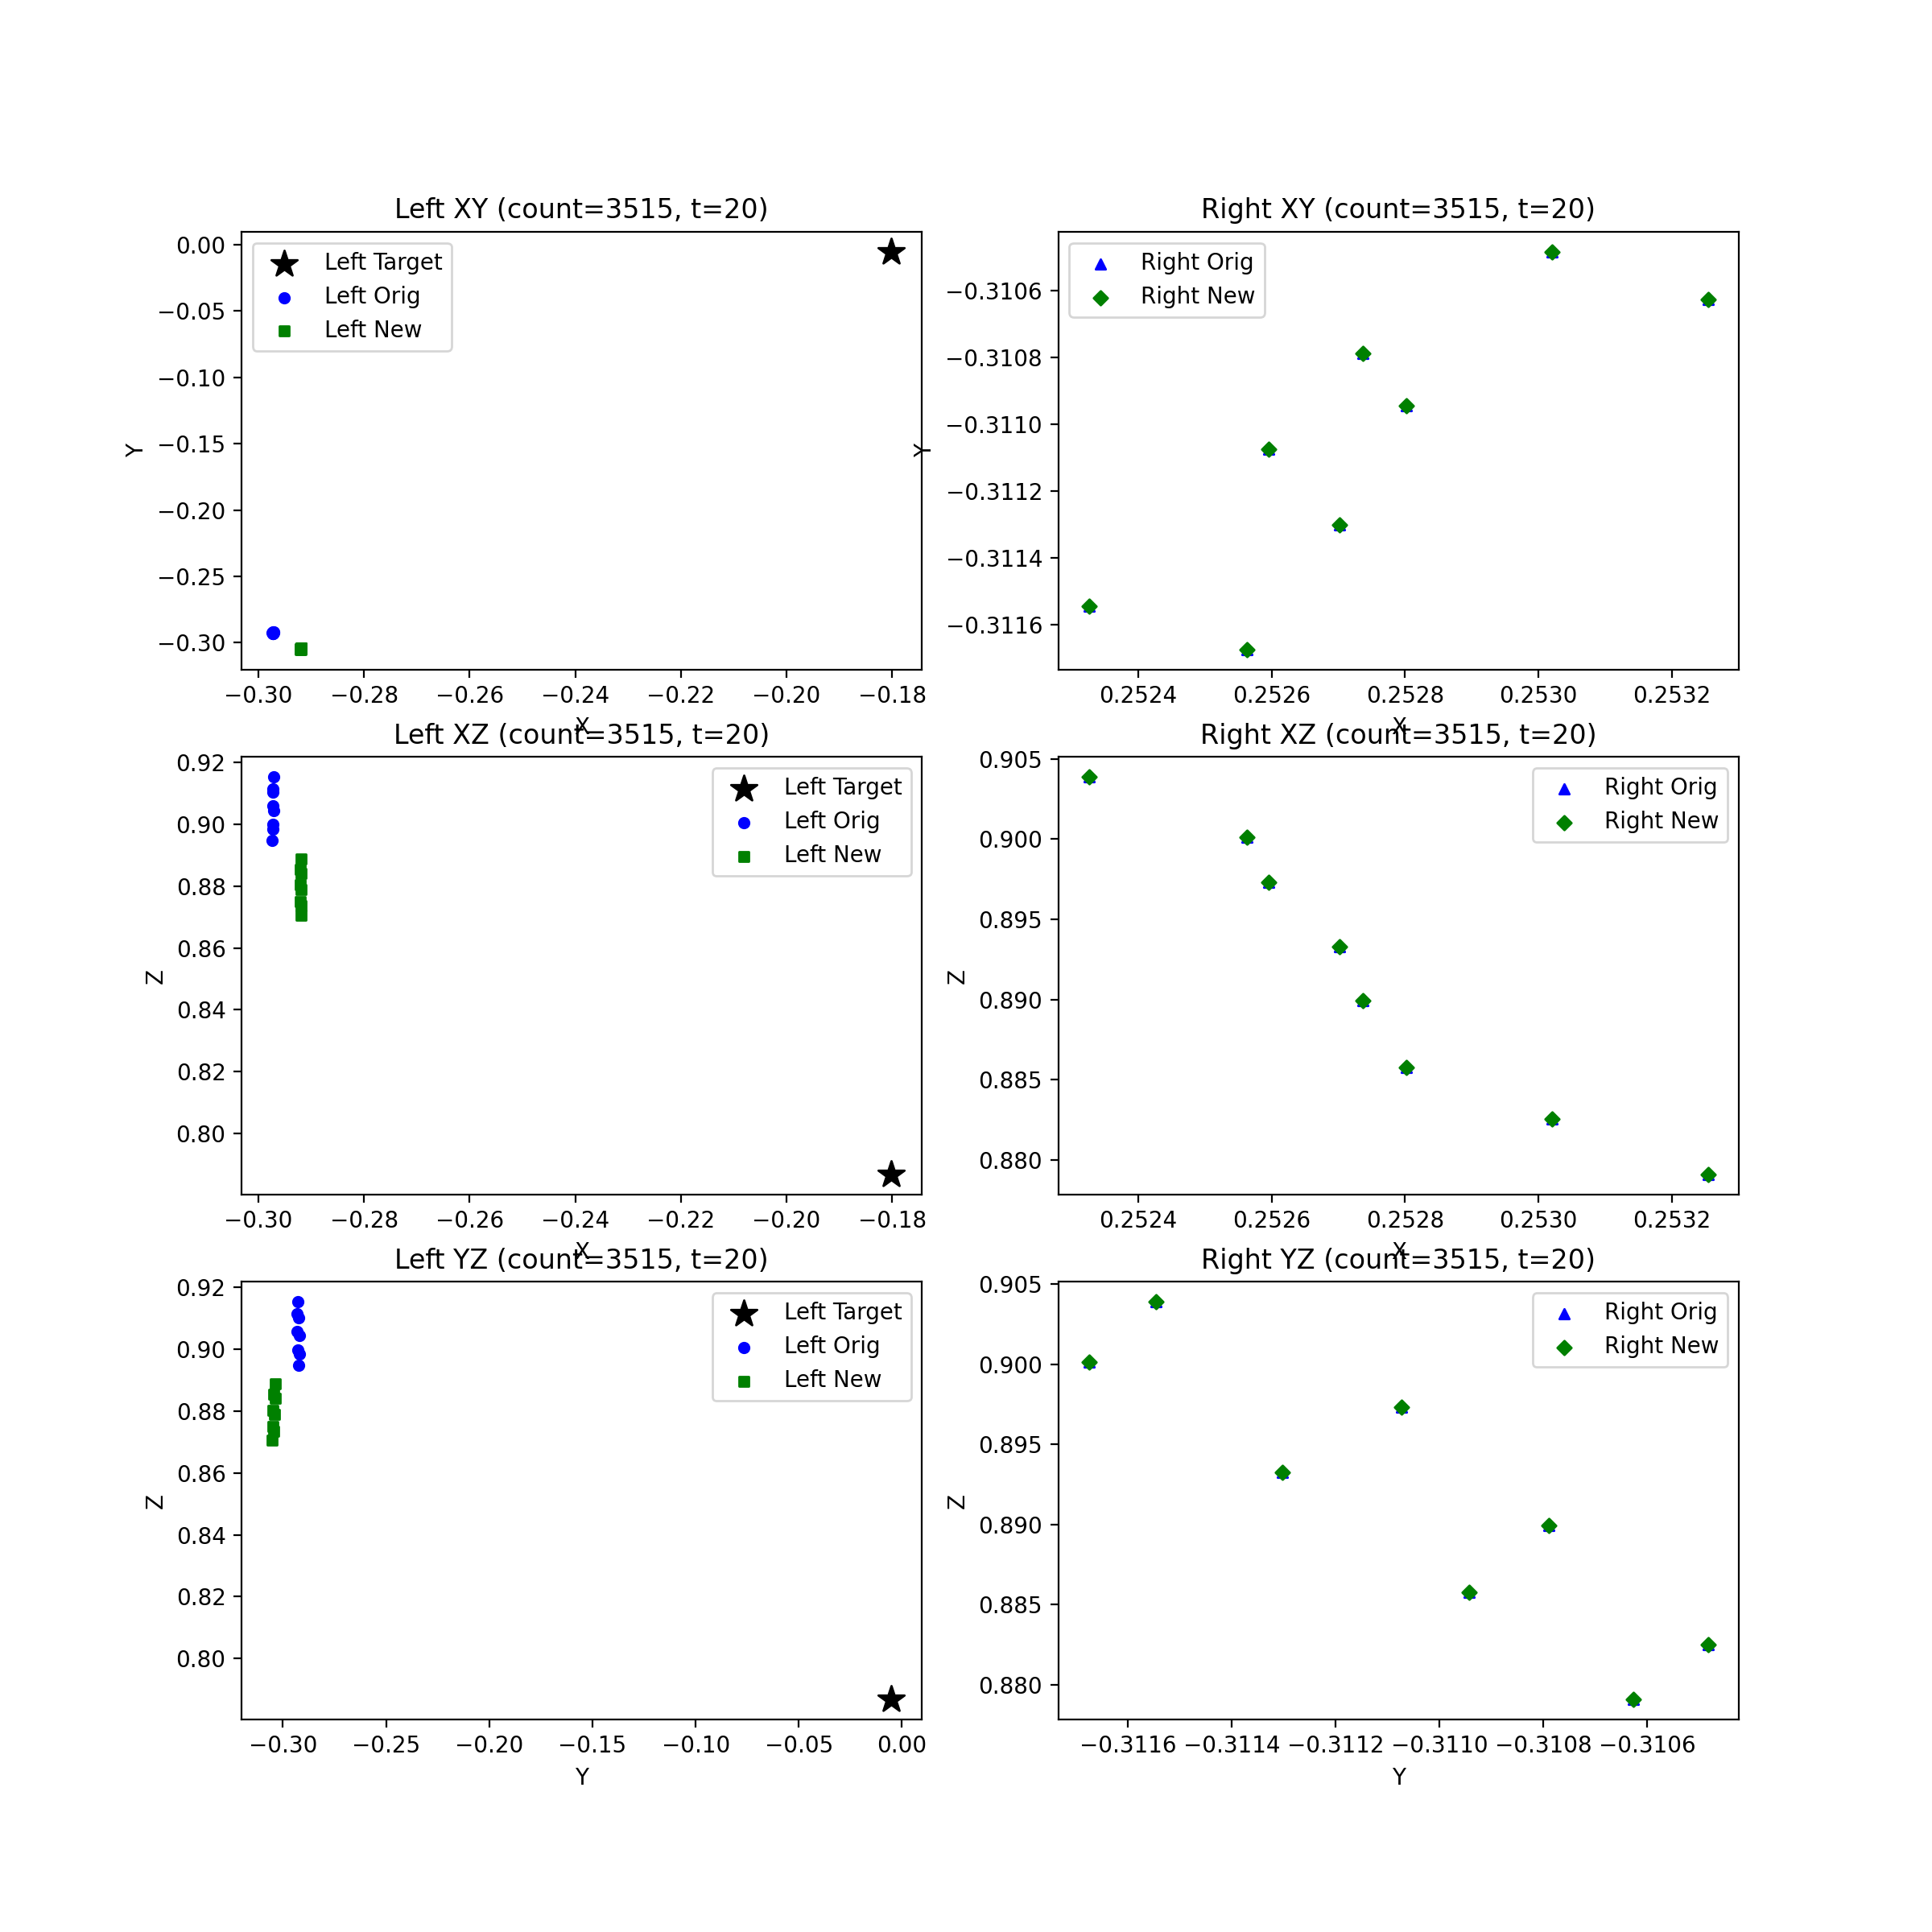 Left XY (count=3515, t=20)
Right XY (count=3515, t=20)
0.00
−0.05
−0.10
−0.15
−0.20
−0.25
−0.30
Y
Left Target
Left Orig
Left New
−0.30
−0.28
−0.26
−0.24
−0.22
−0.20
−0.18
X
−0.3106
−0.3108
−0.3110
−0.3112
−0.3114
−0.3116
Y
Right Orig
Right New
0.2524
0.2526
0.2528
0.2530
0.2532
X
Left XZ (count=3515, t=20)
Right XZ (count=3515, t=20)
0.92
0.90
0.88
0.86
0.84
0.82
0.80
Z
Left Target
Left Orig
Left New
−0.30
−0.28
−0.26
−0.24
−0.22
−0.20
−0.18
X
0.905
0.900
0.895
0.890
0.885
0.880
Z
Right Orig
Right New
0.2524
0.2526
0.2528
0.2530
0.2532
X
Left YZ (count=3515, t=20)
Right YZ (count=3515, t=20)
0.92
0.90
0.88
0.86
0.84
0.82
0.80
Z
Left Target
Left Orig
Left New
−0.30
−0.25
−0.20
−0.15
−0.10
−0.05
0.00
Y
0.905
0.900
0.895
0.890
0.885
0.880
Z
Right Orig
Right New
−0.3116
−0.3114
−0.3112
−0.3110
−0.3108
−0.3106
Y